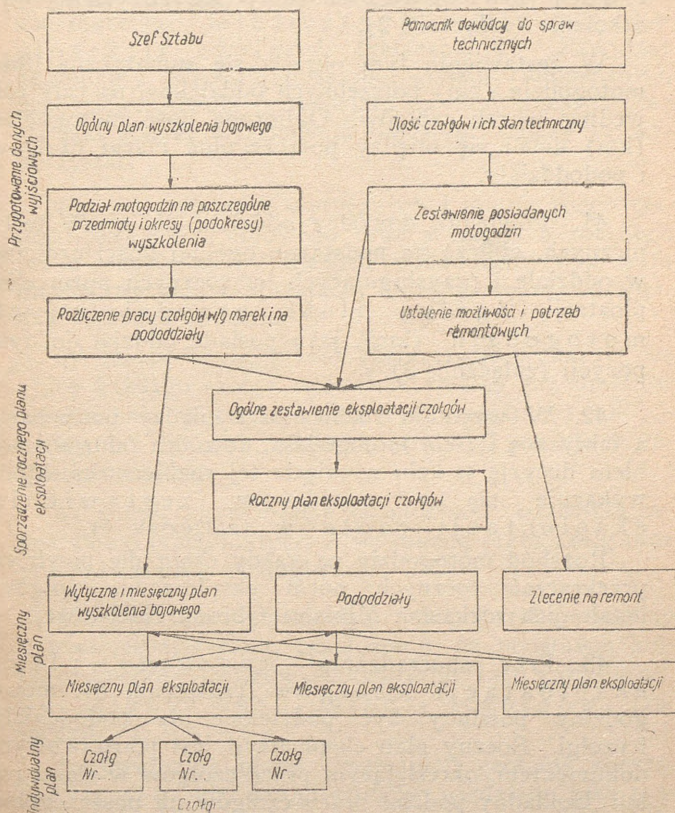 Szef Sztabu
Pomocnik dowódcy do spraw
technicznych
Przygotowanie danych
wyjściowych
Ogólny plan wyszkolenia bojowego
Jlość czołgów i ich stan techniczny
Podział motogodzin na poszczególne
przedmioty i okresy (podokresy)
wyszkolenia
Zestawienie posiadanych
motogodzin
Rozliczenie pracy czołgów w/g marek i na
pododdziały
Ustalenie możliwości i potrzeb
remontowych
Sporządzenie rocznego planu
eksploatacji
Ogólne zestawienie eksploatacji czołgów
Roczny plan eksploatacji czołgów
Miesięczny
plan
Wytyczne i miesięczny plan
wyszkolenia bojowego
Pododdziały
Zlecenie na remont
Miesięczny plan eksploatacji
Miesięczny plan eksploatacji
Miesięczny plan eksploatacji
Indywidualny
plan
Czołg
Nr...
Czołg
Nr...
Czołg
Nr
Czołgi